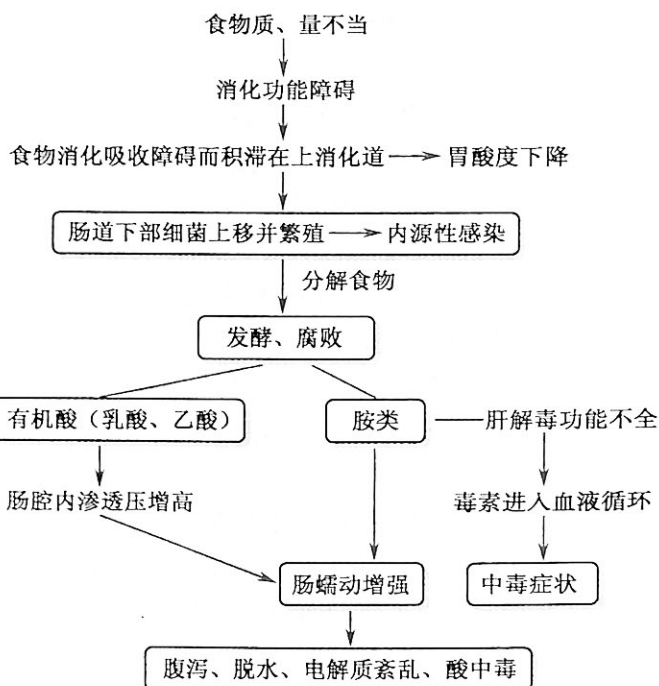 食物质、量不当
消化功能障碍
食物消化吸收障碍而积滞在上消化道 胃酸度下降
肠道下部细菌上移并繁殖 内源性感染
分解食物
发酵、腐败
有机酸（乳酸、乙酸） 胺类 肝解毒功能不全
肠腔内渗透压增高 毒素进入血液循环
肠蠕动增强 中毒症状
腹泻、脱水、电解质紊乱、酸中毒